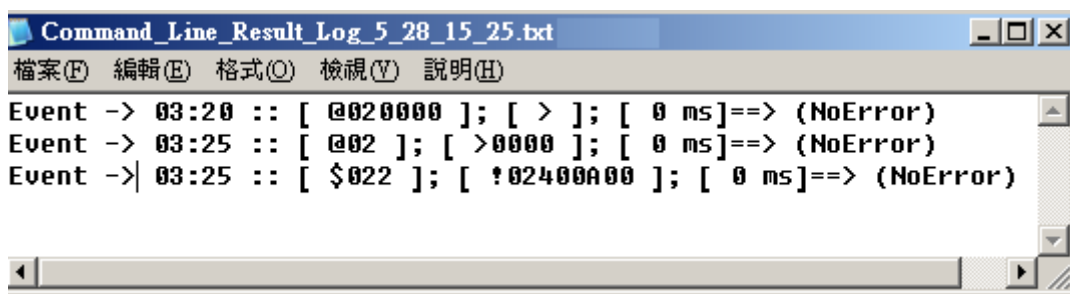 Command_Line_Result_Log_5_28_15_25.txt
檔案(F) 編輯(E) 格式(O) 檢視(V) 說明(H)
Event -> 03:20 :: [ @020000 ]; [ > ]; [ 0 ms]==> (NoError)
Event -> 03:25 :: [ @02 ]; [ >0000 ]; [ 0 ms]==> (NoError)
Event -> 03:25 :: [ $022 ]; [ !02400A00 ]; [ 0 ms]==> (NoError)